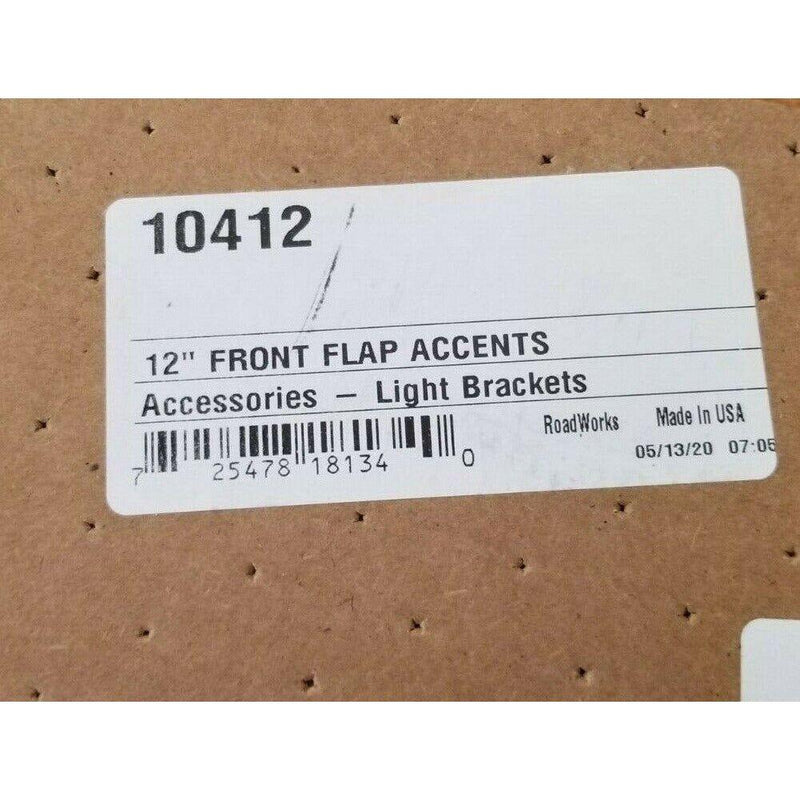 10412
12" FRONT FLAP ACCENTS
Accessories – Light Brackets
RoadWorks Made In USA
7 25478 18134 0
05/13/20 07:05